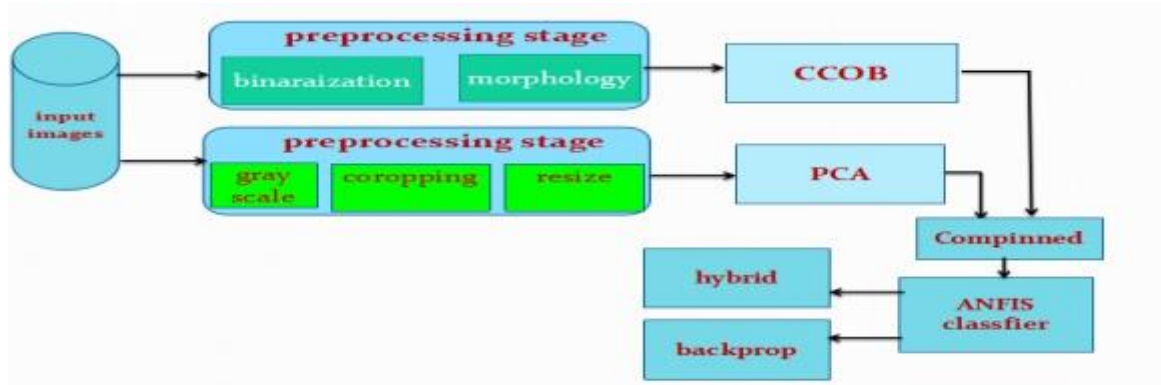 input
images
preprocessing stage
binaraization
morphology
CCOB
preprocessing stage
gray
scale
coropping
resize
PCA
Compinned
ANFIS
classfier
hybrid
backprop